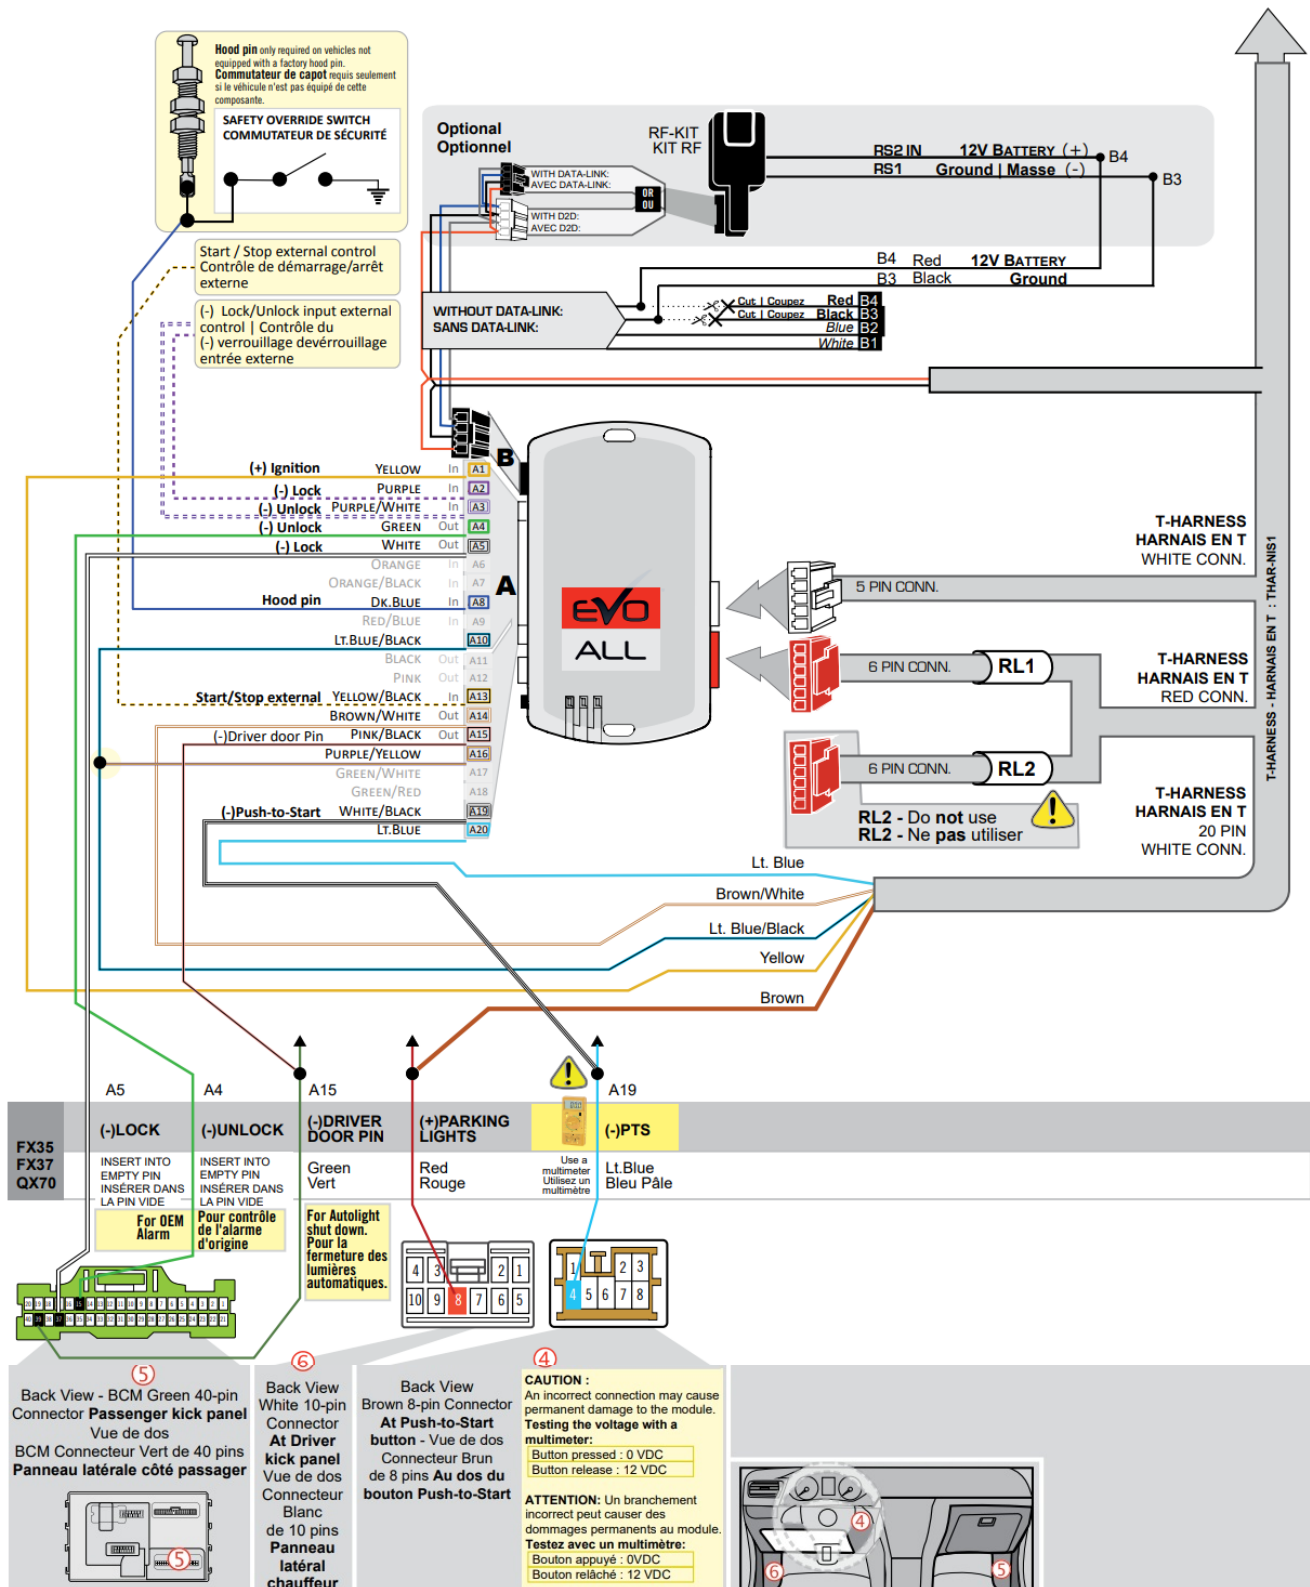 Hood pin only required on vehicles not
equipped with a factory hood pin.
Commutateur de capot requis seulement
si le véhicule n'est pas équipé de cette
composante.
SAFETY OVERRIDE SWITCH
COMMUTATEUR DE SÉCURITÉ
Optional
Optionnel
RF-KIT
KIT RF
WITH DATA-LINK:
AVEC DATA-LINK:
OR
OU
WITH D2D:
AVEC D2D:
RS2 IN 12V BATTERY (+) B4
RS1 Ground | Masse (-) B3
Start / Stop external control
Contrôle de démarrage/arrêt
externe
(-) Lock/Unlock input external
control | Contrôle du
(-) verrouillage devérrouillage
entrée externe
B4 Red 12V BATTERY
B3 Black Ground
WITHOUT DATA-LINK:
SANS DATA-LINK:
Cut | Coupez Red B4
Cut | Coupez Black B3
Blue B2
White B1
B
A
(+) Ignition YELLOW In A1
(-) Lock PURPLE In A2
(-) Unlock PURPLE/WHITE In A3
(-) Unlock GREEN Out A4
(-) Lock WHITE Out A5
ORANGE In A6
ORANGE/BLACK In A7
Hood pin DK.BLUE In A8
RED/BLUE In A9
LT.BLUE/BLACK A10
BLACK Out A11
PINK Out A12
Start/Stop external YELLOW/BLACK In A13
BROWN/WHITE Out A14
(-)Driver door Pin PINK/BLACK Out A15
PURPLE/YELLOW A16
GREEN/WHITE A17
GREEN/RED A18
(-)Push-to-Start WHITE/BLACK A19
LT.BLUE A20
EVO
ALL
T-HARNESS
HARNAIS EN T
WHITE CONN.
5 PIN CONN.
T-HARNESS
HARNAIS EN T
RED CONN.
6 PIN CONN. RL1
6 PIN CONN. RL2
RL2 - Do not use
RL2 - Ne pas utiliser
T-HARNESS
HARNAIS EN T
20 PIN
WHITE CONN.
T-HARNESS - HARNAIS EN T : THAR-NIS1
Lt. Blue
Brown/White
Lt. Blue/Black
Yellow
Brown
A5 A4 A15 A19
FX35
FX37
QX70
(-)LOCK
INSERT INTO
EMPTY PIN
INSÉRER DANS
LA PIN VIDE
(-)UNLOCK
INSERT INTO
EMPTY PIN
INSÉRER DANS
LA PIN VIDE
(-)DRIVER
DOOR PIN
Green
Vert
(+)PARKING
LIGHTS
Red
Rouge
(-)PTS
Use a
multimeter
Utilisez un
multimètre
Lt.Blue
Bleu Pâle
For OEM
Alarm
Pour contrôle
de l'alarme
d'origine
For Autolight
shut down.
Pour la
fermeture des
lumières
automatiques.
4 3 2 1
10 9 8 7 6 5
1 2 3
4 5 6 7 8
5
Back View - BCM Green 40-pin
Connector Passenger kick panel
Vue de dos
BCM Connecteur Vert de 40 pins
Panneau latérale côté passager
5
6
Back View
White 10-pin
Connector
At Driver
kick panel
Vue de dos
Connecteur
Blanc
de 10 pins
Panneau
latéral
chauffeur
Back View
Brown 8-pin Connector
At Push-to-Start
button - Vue de dos
Connecteur Brun
de 8 pins Au dos du
bouton Push-to-Start
4
CAUTION :
An incorrect connection may cause
permanent damage to the module.
Testing the voltage with a
multimeter:
Button pressed : 0 VDC
Button release : 12 VDC
ATTENTION: Un branchement
incorrect peut causer des
dommages permanents au module.
Testez avec un multimètre:
Bouton appuyé : 0VDC
Bouton relâché : 12 VDC
4
6
5